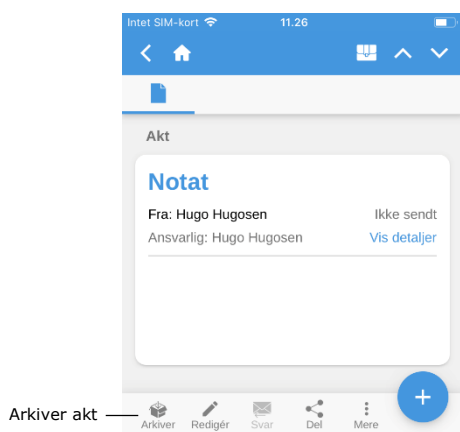 Intet SIM-kort 11.26
Akt
Notat
Fra: Hugo Hugosen Ikke sendt
Ansvarlig: Hugo Hugosen Vis detaljer
Arkiver akt
Arkiver Redigér Svar Del Mere